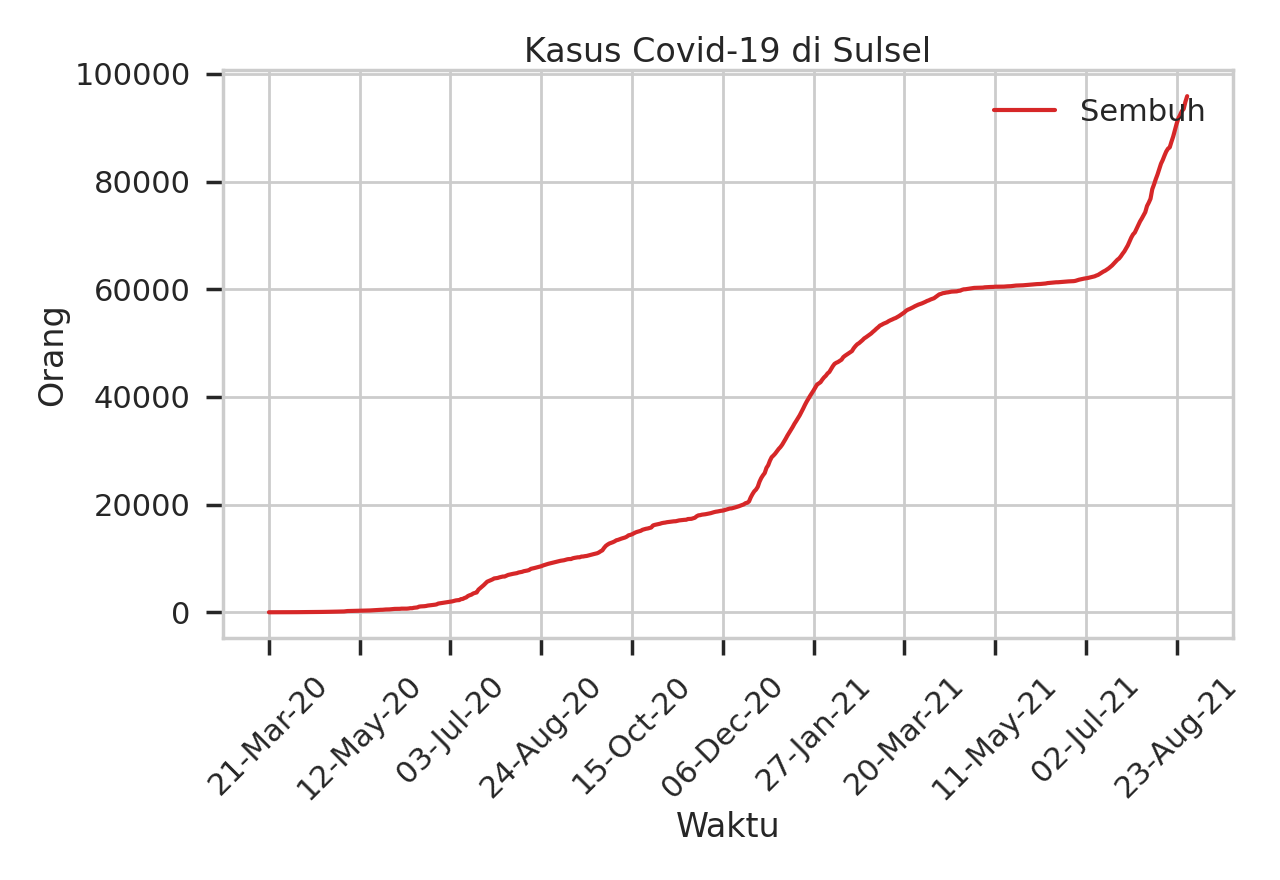 Kasus Covid-19 di Sulsel
100000
80000
60000
40000
20000
0
Orang
Sembuh
21-Mar-20
12-May-20
03-Jul-20
24-Aug-20
15-Oct-20
06-Dec-20
27-Jan-21
20-Mar-21
11-May-21
02-Jul-21
23-Aug-21
Waktu